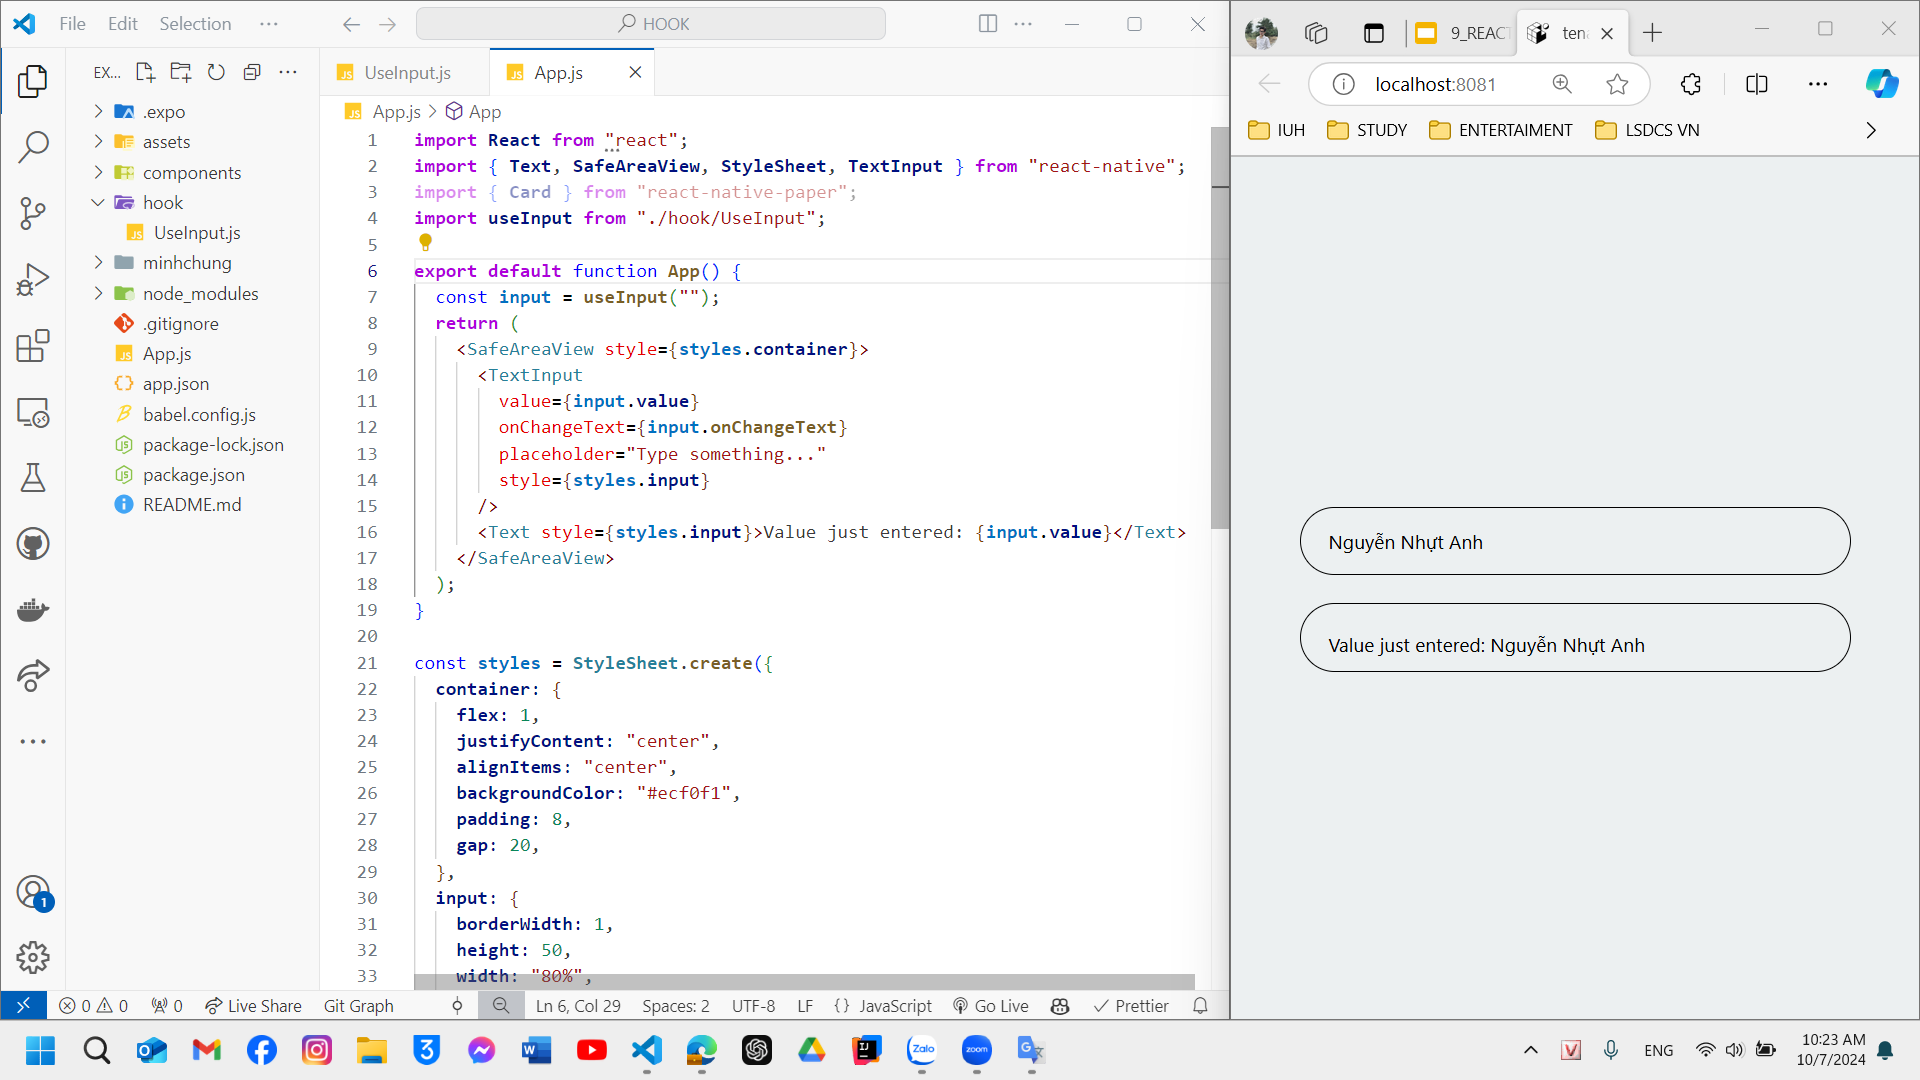 File Edit Selection ···
HOOK
EX...
.expo
assets
components
hook
UseInput.js
minhchung
node_modules
.gitignore
App.js
app.json
babel.config.js
package-lock.json
package.json
README.md
UseInput.js
App.js
App.js > App
1 import React from "react";
2 import { Text, SafeAreaView, StyleSheet, TextInput } from "react-native";
3 import { Card } from "react-native-paper";
4 import useInput from "./hook/UseInput";
5
6 export default function App() {
7 const input = useInput("");
8 return (
9 <SafeAreaView style={styles.container}>
10 <TextInput
11 value={input.value}
12 onChangeText={input.onChangeText}
13 placeholder="Type something..."
14 style={styles.input}
15 />
16 <Text style={styles.input}>Value just entered: {input.value}</Text>
17 </SafeAreaView>
18 );
19 }
20
21 const styles = StyleSheet.create({
22 container: {
23 flex: 1,
24 justifyContent: "center",
25 alignItems: "center",
26 backgroundColor: "#ecf0f1",
27 padding: 8,
28 gap: 20,
29 },
30 input: {
31 borderWidth: 1,
32 height: 50,
33 width: "80%",
1
0 0 0 Live Share Git Graph Ln 6, Col 29 Spaces: 2 UTF-8 LF {} JavaScript Go Live Prettier
9_REACT
ten
localhost:8081
IUH STUDY ENTERTAIMENT LSDCS VN
Nguyễn Nhựt Anh
Value just entered: Nguyễn Nhựt Anh
Zalo
zoom
ENG
10:23 AM
10/7/2024